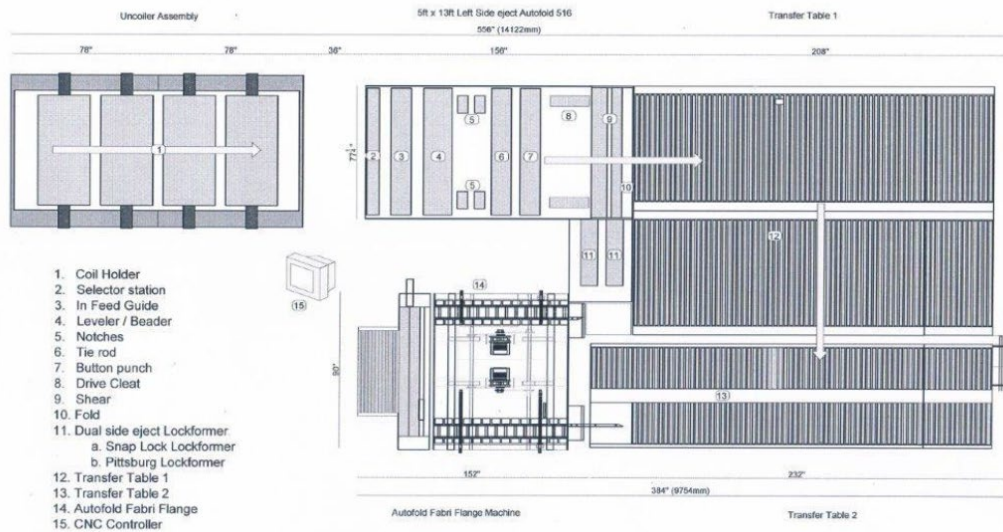 Uncoiler Assembly
5ft x 13ft Left Side eject Autofold 516
Transfer Table 1
556" (14122mm)
78"
78"
36"
156"
208"
77¼"
1
2
3
4
5
5
6
7
8
9
10
11
11
12
13
14
15
90"
1. Coil Holder
2. Selector station
3. In Feed Guide
4. Leveler / Beader
5. Notches
6. Tie rod
7. Button punch
8. Drive Cleat
9. Shear
10. Fold
11. Dual side eject Lockformer
a. Snap Lock Lockformer
b. Pittsburg Lockformer
12. Transfer Table 1
13. Transfer Table 2
14. Autofold Fabri Flange
15. CNC Controller
152"
232"
384" (9754mm)
Autofold Fabri Flange Machine
Transfer Table 2